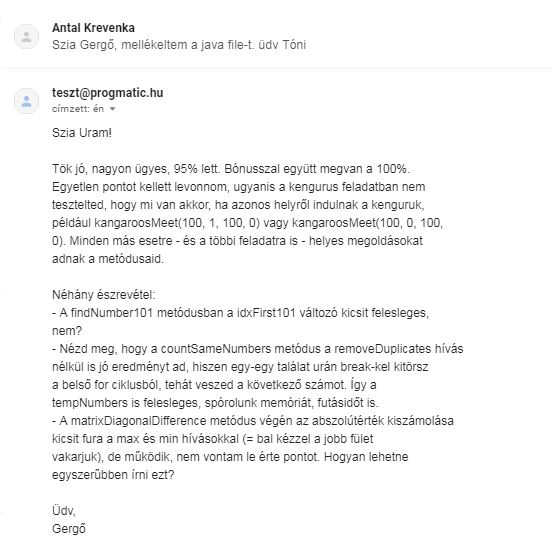 Antal Krevenka
Szia Gergő, mellékeltem a java file-t. üdv Tóni
teszt@progmatic.hu
címzett: én
Szia Uram!
Tök jó, nagyon ügyes, 95% lett. Bónusszal együtt megvan a 100%.
Egyetlen pontot kellett levonnom, ugyanis a kengurus feladatban nem
tesztelted, hogy mi van akkor, ha azonos helyről indulnak a kenguruk,
például kangaroosMeet(100, 1, 100, 0) vagy kangaroosMeet(100, 0, 100,
0). Minden más esetre - és a többi feladatra is - helyes megoldásokat
adnak a metódusaid.
Néhány észrevétel:
- A findNumber101 metódusban a idxFirst101 változó kicsit felesleges,
nem?
- Nézd meg, hogy a countSameNumbers metódus a removeDuplicates hívás
nélkül is jó eredményt ad, hiszen egy-egy találat urán break-kel kitörsz
a belső for ciklusból, tehát veszed a következő számot. Így a
tempNumbers is felesleges, spórolunk memóriát, futásidőt is.
- A matrixDiagonalDifference metódus végén az abszolútérték kiszámolása
kicsit fura a max és min hívásokkal (= bal kézzel a jobb fület
vakarjuk), de működik, nem vontam le érte pontot. Hogyan lehetne
egyszerűbben írni ezt?
Üdv,
Gergő